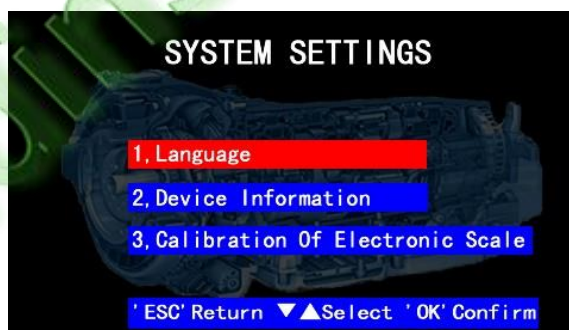 SYSTEM SETTINGS
1,Language
2,Device Information
3,Calibration Of Electronic Scale
'ESC'Return ▼▲Select 'OK'Confirm